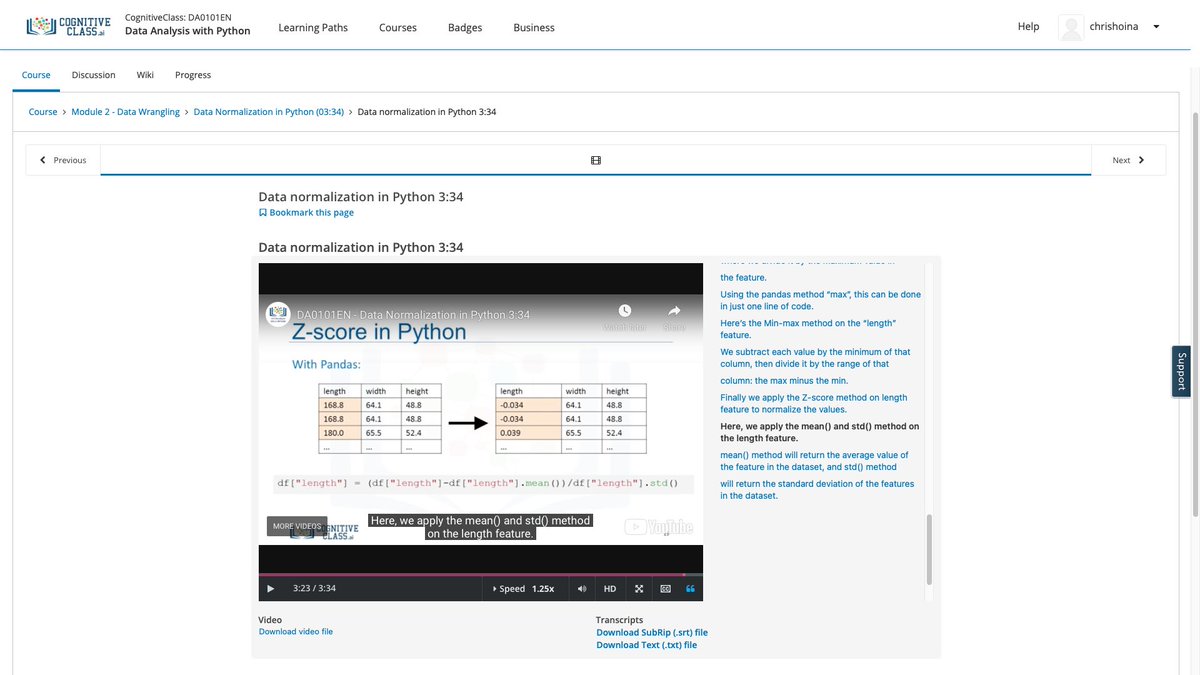 COGNITIVE
CLASS.ai
CognitiveClass: DA0101EN
Data Analysis with Python
Learning Paths
Courses
Badges
Business
Help
chrishoina
Course
Discussion
Wiki
Progress
Course > Module 2 - Data Wrangling > Data Normalization in Python (03:34) > Data normalization in Python 3:34
Previous
Next
Data normalization in Python 3:34
Bookmark this page
Data normalization in Python 3:34
DA0101EN - Data Normalization in Python 3:34
Z-score in Python
With Pandas:
length width height
168.8 64.1 48.8
168.8 64.1 48.8
180.0 65.5 52.4
... ... ...
length width height
-0.034 64.1 48.8
-0.034 64.1 48.8
0.039 65.5 52.4
... ... ...
df["length"] = (df["length"]-df["length"].mean())/df["length"].std()
MORE VIDEOS
Here, we apply the mean() and std() method
on the length feature.
YouTube
3:23 / 3:34
Speed 1.25x
HD
the feature.
Using the pandas method “max”, this can be done
in just one line of code.
Here’s the Min-max method on the “length”
feature.
We subtract each value by the minimum of that
column, then divide it by the range of that
column: the max minus the min.
Finally we apply the Z-score method on length
feature to normalize the values.
Here, we apply the mean() and std() method on
the length feature.
mean() method will return the average value of
the feature in the dataset, and std() method
will return the standard deviation of the features
in the dataset.
Support
Video
Download video file
Transcripts
Download SubRip (.srt) file
Download Text (.txt) file